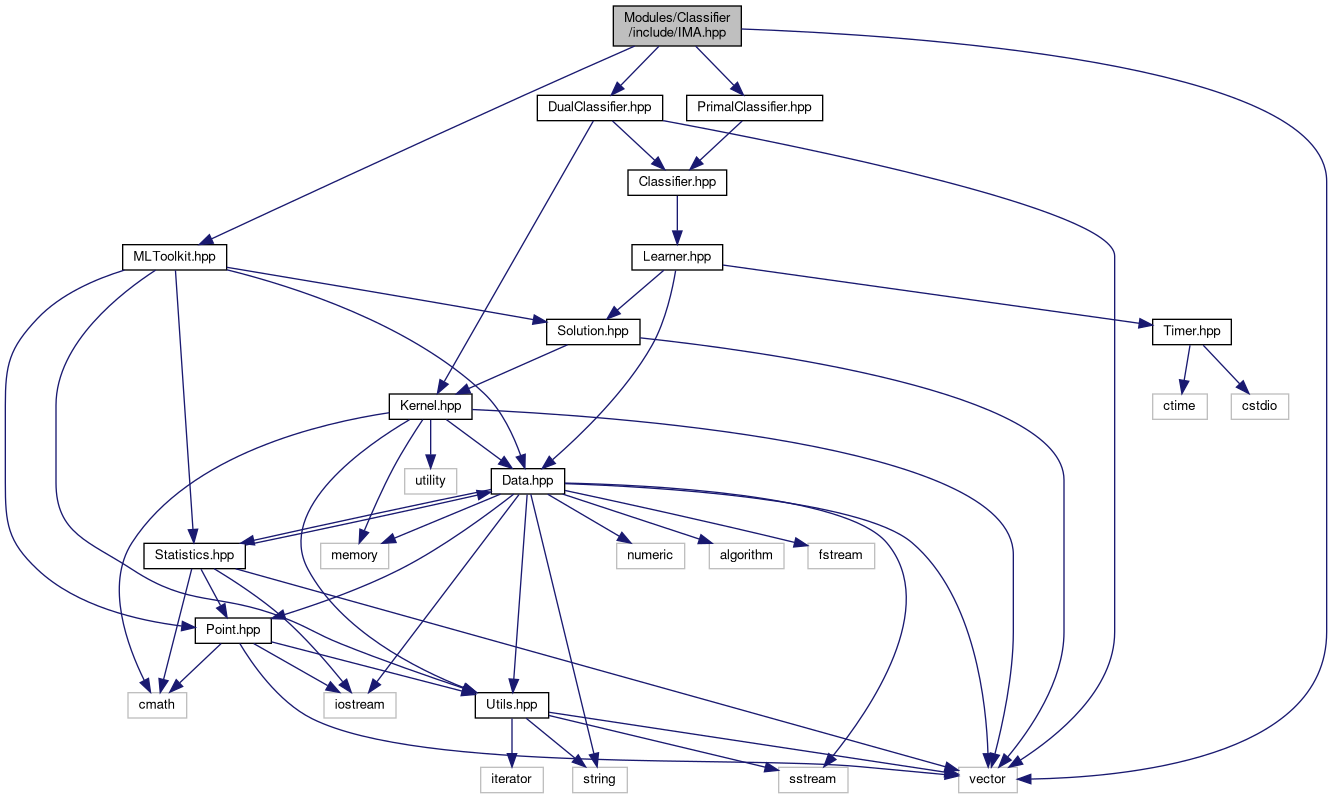 Modules/Classifier
/include/IMA.hpp
DualClassifier.hpp
PrimalClassifier.hpp
Classifier.hpp
MLToolkit.hpp
Learner.hpp
Solution.hpp
Timer.hpp
Kernel.hpp
ctime
cstdio
utility
Data.hpp
Statistics.hpp
memory
numeric
algorithm
fstream
Point.hpp
cmath
iostream
Utils.hpp
iterator
string
sstream
vector